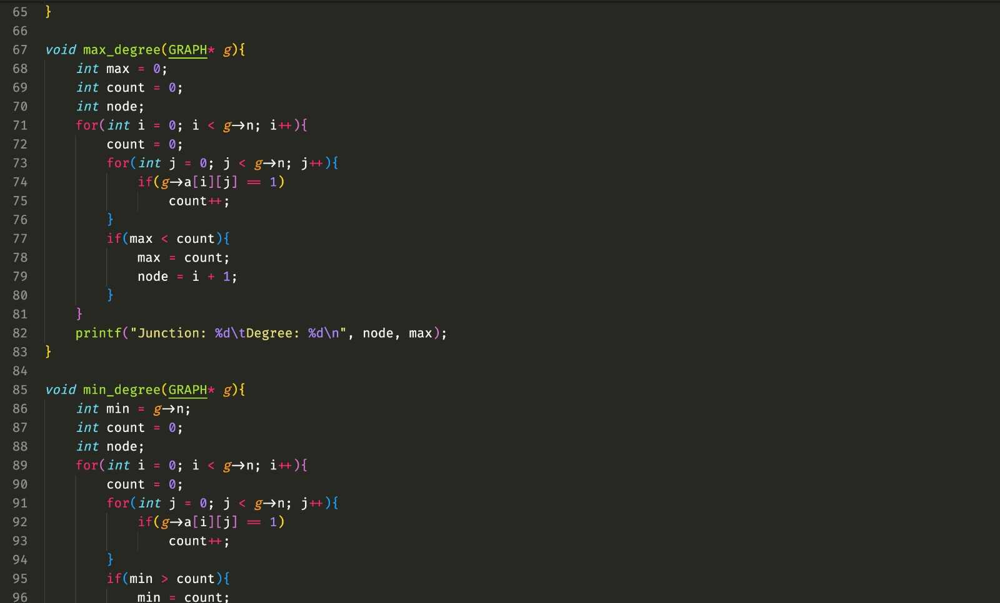 65 }
66
67 void max_degree(GRAPH* g){
68     int max = 0;
69     int count = 0;
70     int node;
71     for(int i = 0; i < g->n; i++){
72         count = 0;
73         for(int j = 0; j < g->n; j++){
74             if(g->a[i][j] == 1)
75                 count++;
76         }
77         if(max < count){
78             max = count;
79             node = i + 1;
80         }
81     }
82     printf("Junction: %d\tDegree: %d\n", node, max);
83 }
84
85 void min_degree(GRAPH* g){
86     int min = g->n;
87     int count = 0;
88     int node;
89     for(int i = 0; i < g->n; i++){
90         count = 0;
91         for(int j = 0; j < g->n; j++){
92             if(g->a[i][j] == 1)
93                 count++;
94         }
95         if(min > count){
96             min = count;